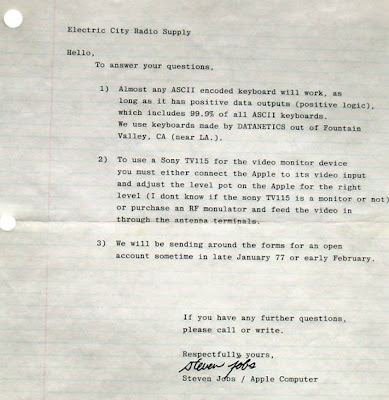 Electric City Radio Supply
Hello,
To answer your questions,
1) Almost any ASCII encoded keyboard will work, as
long as it has positive data outputs (positive logic),
which includes 99.9% of all ASCII keyboards.
We use keyboards made by DATANETICS out of Fountain
Valley, CA (near LA.).
2) To use a Sony TV115 for the video monitor device
you must either connect the Apple to its video input
and adjust the level pot on the Apple for the right
level (I dont know if the sony TV115 is a monitor or not)
or purchase an RF monulator and feed the video in
through the antenna terminals.
3) We will be sending around the forms for an open
account sometime in late January 77 or early February.
If you have any further questions,
please call or write.
Respectfully yours,
steven jobs
Steven Jobs / Apple Computer